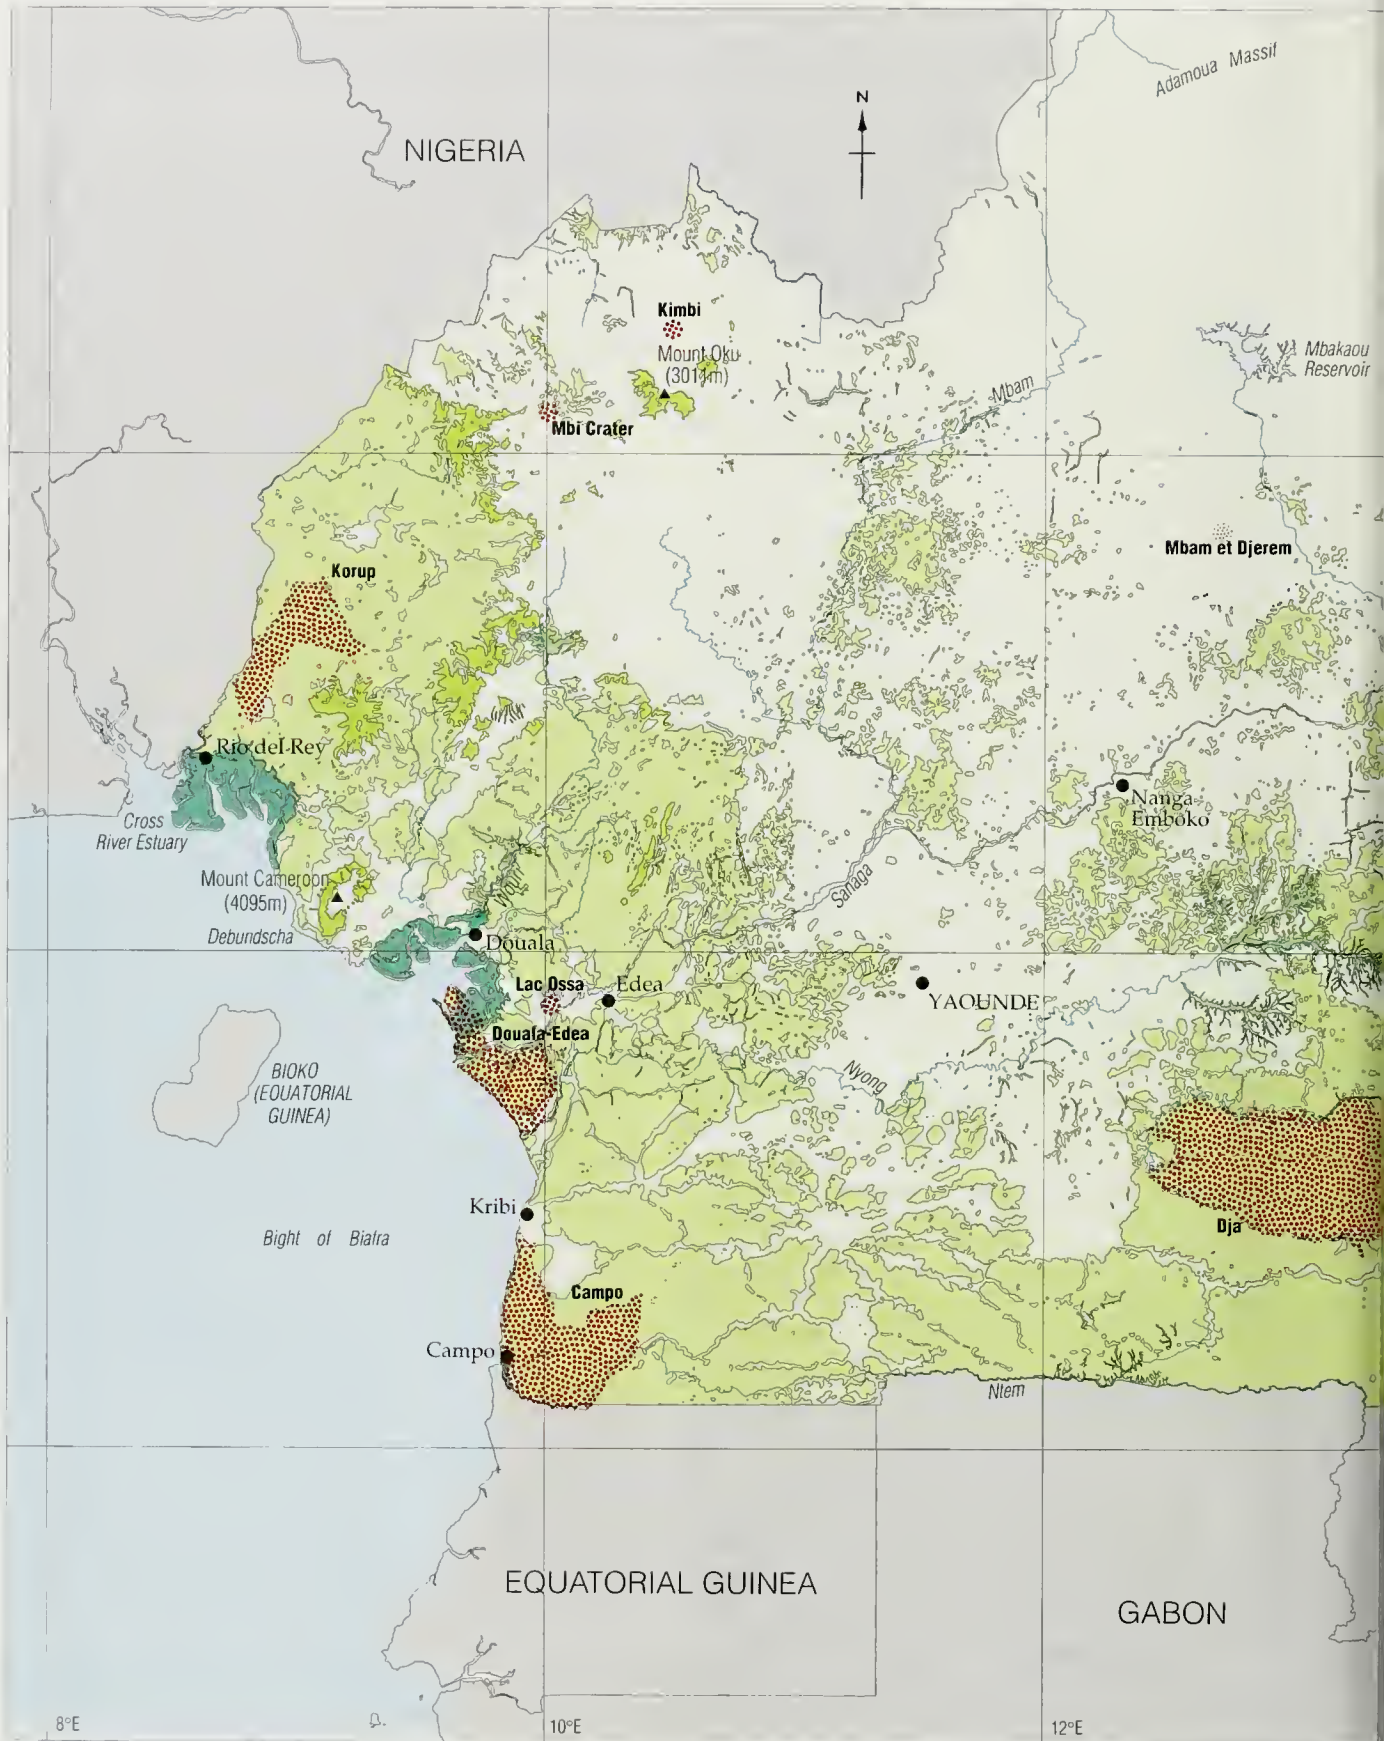 Adamoua Massif
N
NIGERIA
Kimbi
Mount Oku
(3011m)
Mbakaou
Reservoir
Mbam
Mbi Crater
Mbam et Djerem
Korup
Rio del Rey
Nanga-
Emboko
Cross
River Estuary
Mount Cameroon
(4095m)
Wouri
Sanaga
Debundscha
Douala
Lac Ossa
Edea
YAOUNDE
Douala-Edea
BIOKO
(EQUATORIAL
GUINEA)
Nyong
Kribi
Dja
Bight of Biafra
Campo
Campo
Ntem
EQUATORIAL GUINEA
GABON
8°E
10°E
12°E